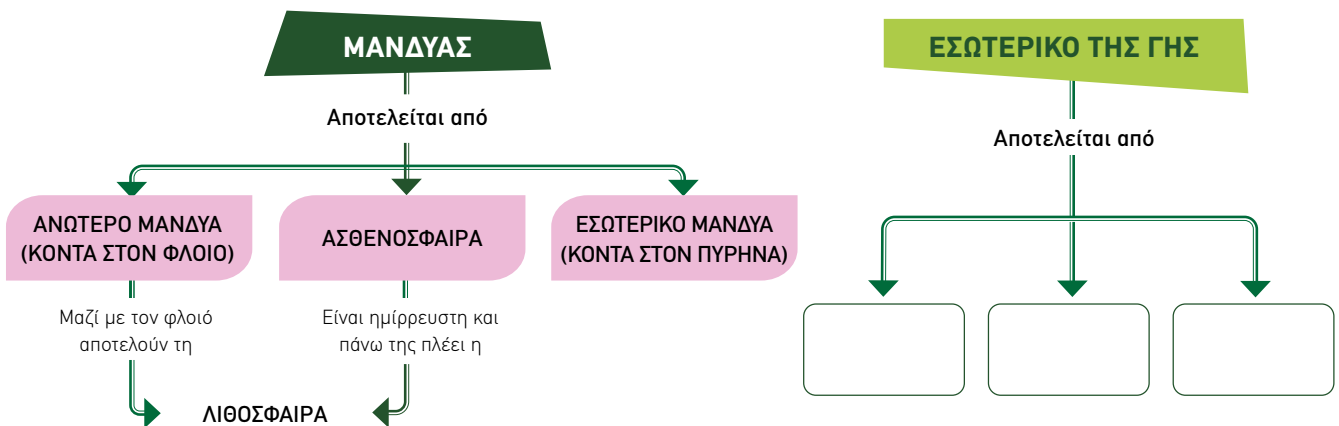 ΜΑΝΔΥΑΣ
Αποτελείται από
ΑΝΩΤΕΡΟ ΜΑΝΔΥΑ
(ΚΟΝΤΑ ΣΤΟΝ ΦΛΟΙΟ)
ΑΣΘΕΝΟΣΦΑΙΡΑ
ΕΣΩΤΕΡΙΚΟ ΜΑΝΔΥΑ
(ΚΟΝΤΑ ΣΤΟΝ ΠΥΡΗΝΑ)
Μαζί με τον φλοιό
αποτελούν τη
Είναι ημίρρευστη και
πάνω της πλέει η
ΛΙΘΟΣΦΑΙΡΑ
ΕΣΩΤΕΡΙΚΟ ΤΗΣ ΓΗΣ
Αποτελείται από